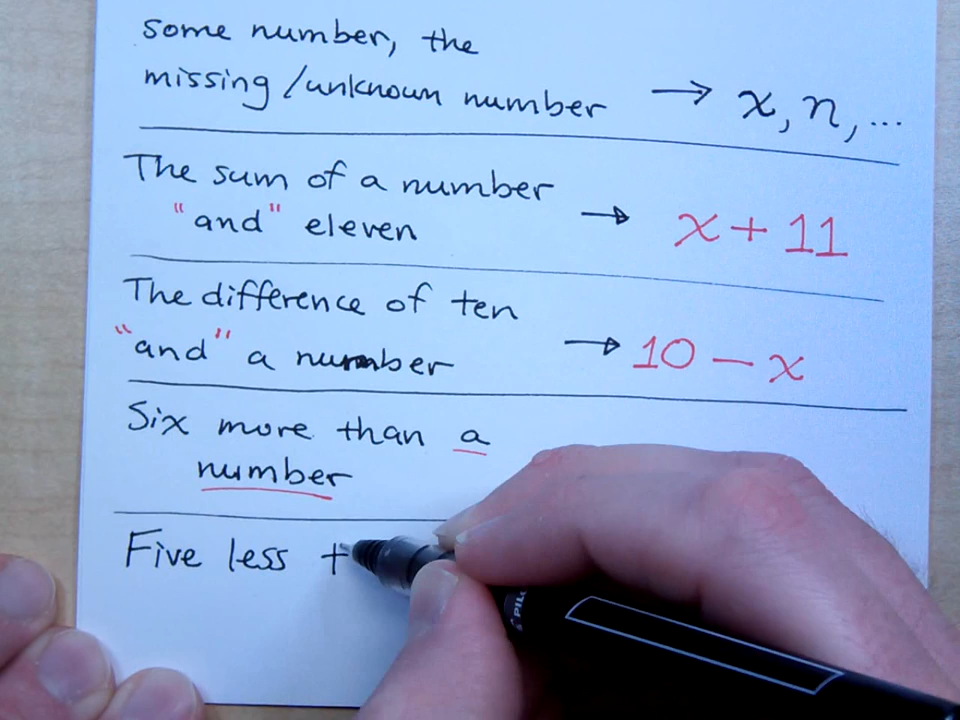 some number, the
missing/unknown number → x, n, ...
The sum of a number
"and" eleven → x + 11
The difference of ten
"and" a number → 10 - x
Six more than a
number
Five less t